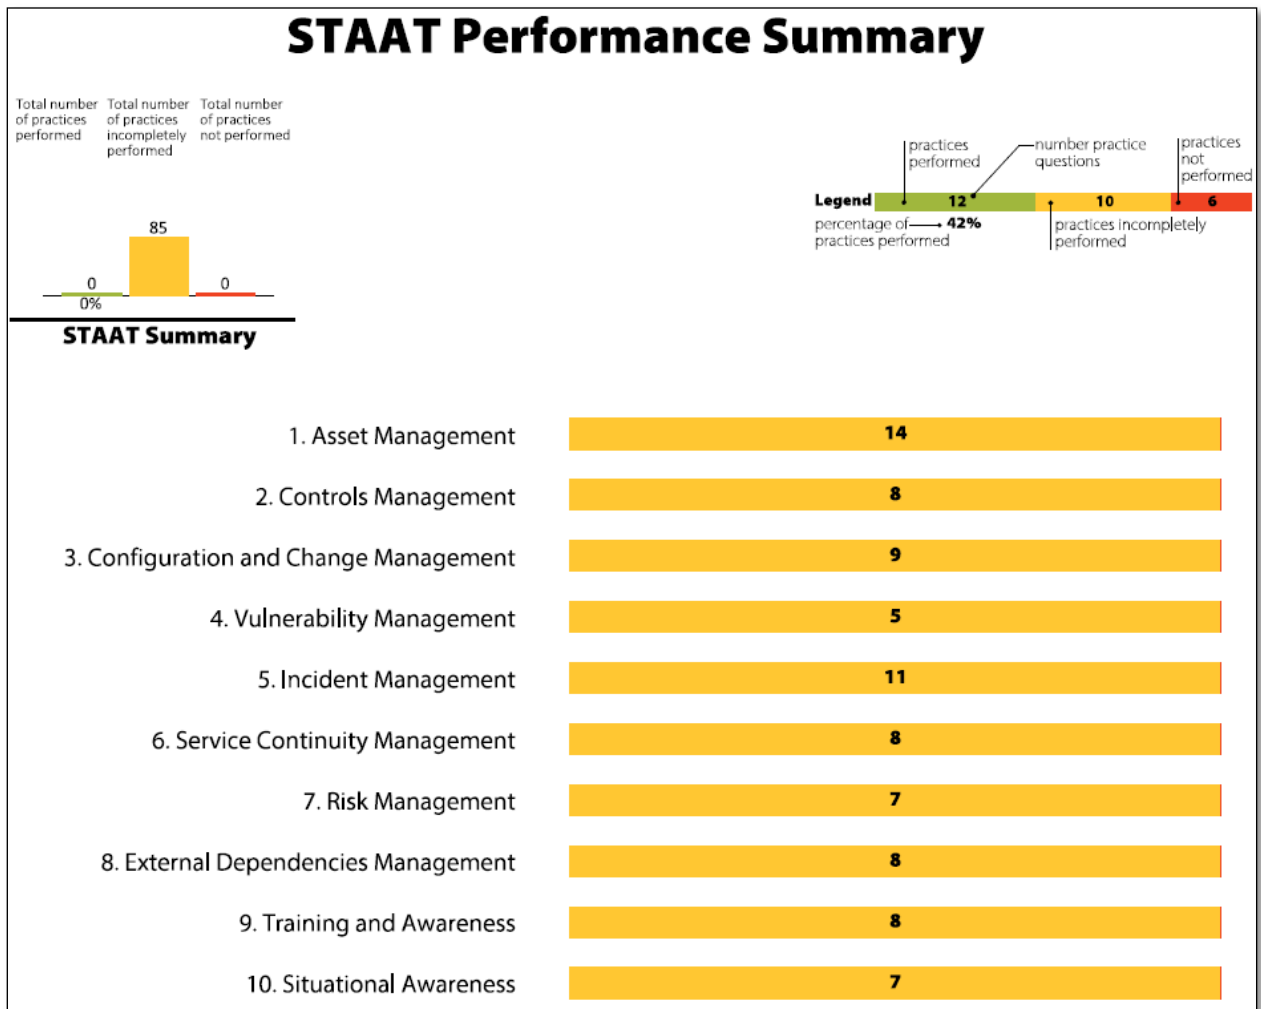 STAAT Performance Summary
Total number
of practices
performed
Total number
of practices
incompletely
performed
Total number
of practices
not performed
85
0
0
0%
STAAT Summary
practices
performed
number practice
questions
practices
not
performed
Legend
12
10
6
percentage of
practices performed
42%
practices incompletely
performed
1. Asset Management 14
2. Controls Management 8
3. Configuration and Change Management 9
4. Vulnerability Management 5
5. Incident Management 11
6. Service Continuity Management 8
7. Risk Management 7
8. External Dependencies Management 8
9. Training and Awareness 8
10. Situational Awareness 7